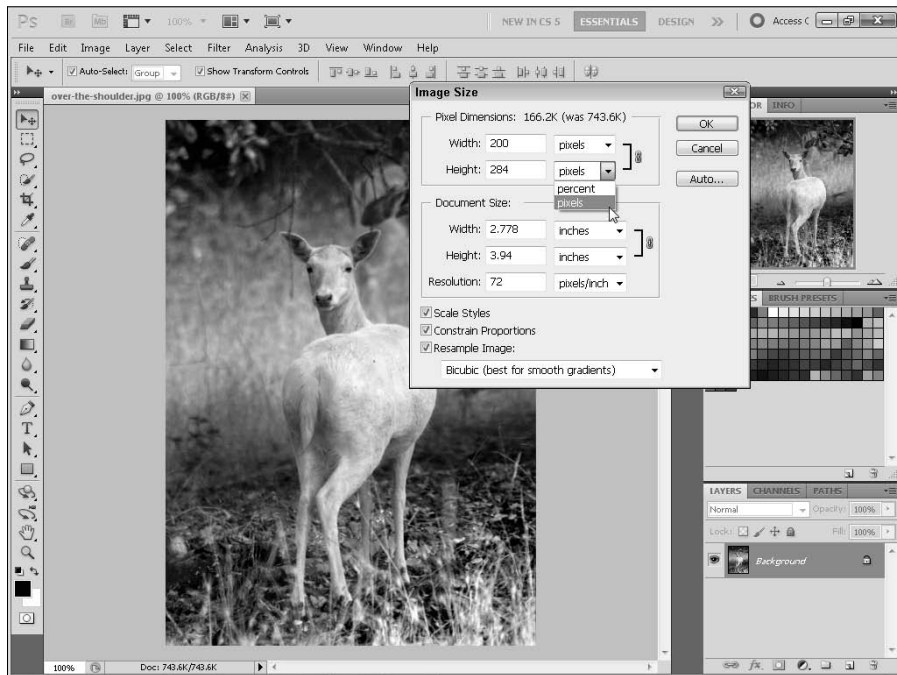 Ps Br Mb 100% NEW IN CS 5 ESSENTIALS DESIGN >> Access
File Edit Image Layer Select Filter Analysis 3D View Window Help
Auto-Select: Group Show Transform Controls
over-the-shoulder.jpg @ 100% (RGB/8#)
Image Size
Pixel Dimensions: 166.2K (was 743.6K)
Width: 200 pixels
Height: 284 pixels
percent
pixels
OK
Cancel
Auto...
Document Size:
Width: 2.778 inches
Height: 3.94 inches
Resolution: 72 pixels/inch
Scale Styles
Constrain Proportions
Resample Image:
Bicubic (best for smooth gradients)
INFO
BRUSH PRESETS
LAYERS CHANNELS PATHS
Normal Opacity: 100%
Lock: Fill: 100%
Background
100% Doc: 743.6K/743.6K